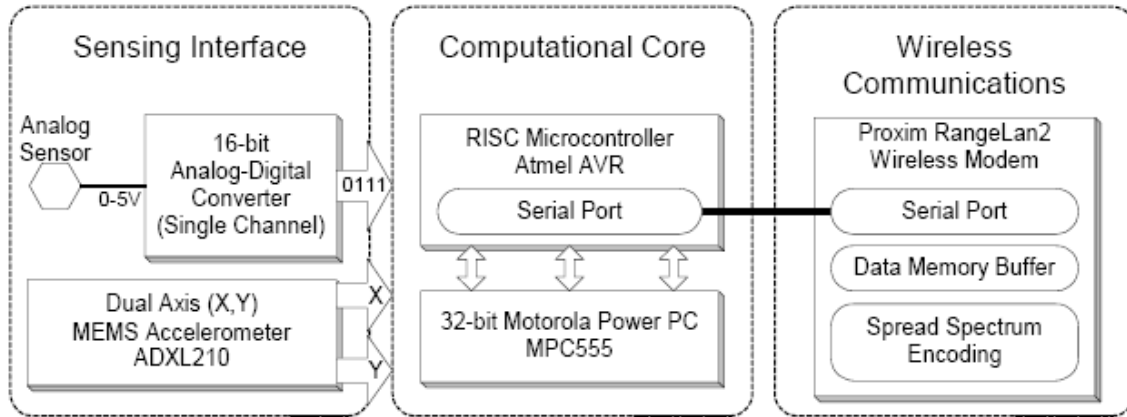 Sensing Interface
Analog
Sensor
0-5V
16-bit
Analog-Digital
Converter
(Single Channel)
0111
Dual Axis (X,Y)
MEMS Accelerometer
ADXL210
X
Y
Computational Core
RISC Microcontroller
Atmel AVR
Serial Port
32-bit Motorola Power PC
MPC555
Wireless
Communications
Proxim RangeLan2
Wireless Modem
Serial Port
Data Memory Buffer
Spread Spectrum
Encoding